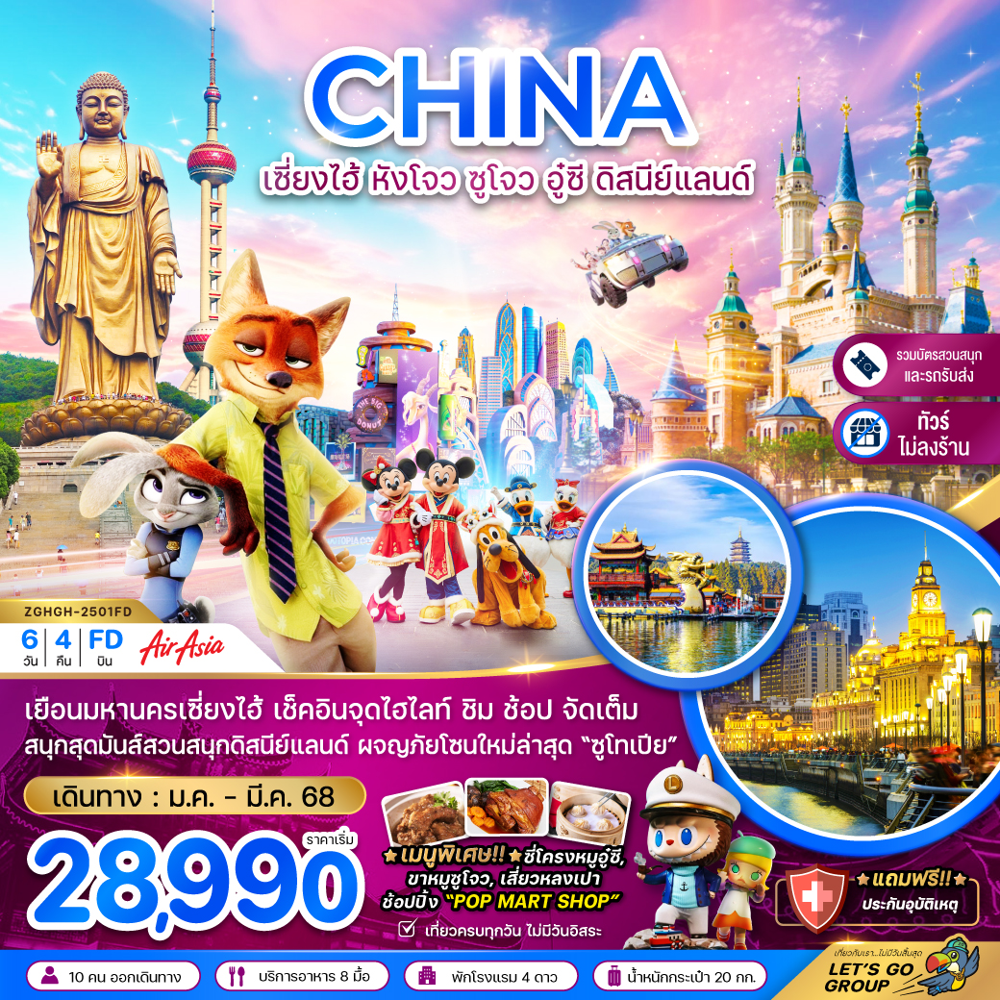 CHINA
เซี่ยงไฮ้ หังโจว ซูโจว อู๋ซี ดิสนีย์แลนด์
รวมบัตรสวนสนุก
และรถรับส่ง
ทัวร์
ไม่ลงร้าน
THE BIG
DONUT
ZGHGH-2501FD
6 วัน | 4 คืน | FD บิน AirAsia
เยือนมหานครเซี่ยงไฮ้ เช็คอินจุดไฮไลท์ ชิม ช้อป จัดเต็ม
สนุกสุดมันส์สวนสนุกดิสนีย์แลนด์ ผจญภัยโซนใหม่ล่าสุด “ซูโทเปีย”
เดินทาง : ม.ค. - มี.ค. 68
ราคาเริ่ม
28,990
เมนูพิเศษ!! ซี่โครงหมูอู๋ซี,
ขาหมูซูโจว, เสี่ยวหลงเปา
ช้อปปิ้ง “POP MART SHOP”
เที่ยวครบทุกวัน ไม่มีวันอิสระ
L
แถมฟรี!!
ประกันอุบัติเหตุ
10 คน ออกเดินทาง
บริการอาหาร 8 มื้อ
พักโรงแรม 4 ดาว
น้ำหนักกระเป๋า 20 กก.
เที่ยวกับเรา...ไม่มีวันสิ้นสุด
LET'S GO
GROUP